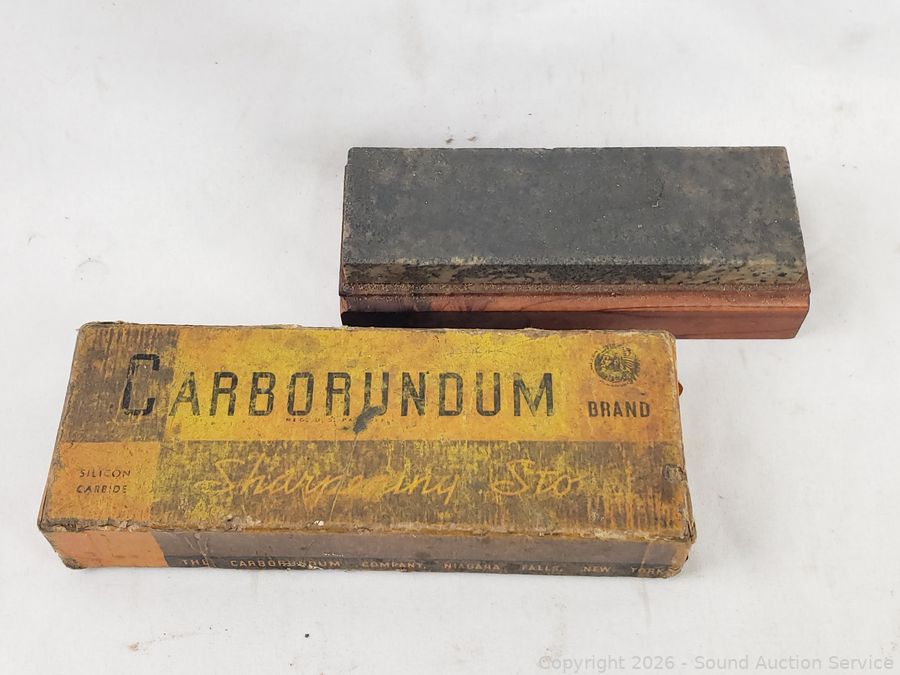 CARBORUNDUM
BRAND
SILICON
CARBIDE
Sharpening Sto
THE CARBORUNDUM COMPANY, NIAGARA FALLS, NEW YORK
Copyright 2026 - Sound Auction Service